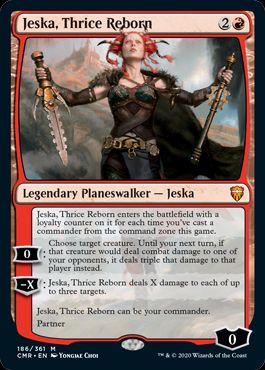 Jeska, Thrice Reborn 2
Legendary Planeswalker — Jeska
Jeska, Thrice Reborn enters the battlefield with a
loyalty counter on it for each time you've cast a
commander from the command zone this game.
0 : Choose target creature. Until your next turn, if
that creature would deal combat damage to one of
your opponents, it deals triple that damage to that
player instead.
-X : Jeska, Thrice Reborn deals X damage to each of up
to three targets.
Jeska, Thrice Reborn can be your commander.
Partner
0
186/361 M
CMR • EN YONGJAE CHOI
™ & © 2020 Wizards of the Coast